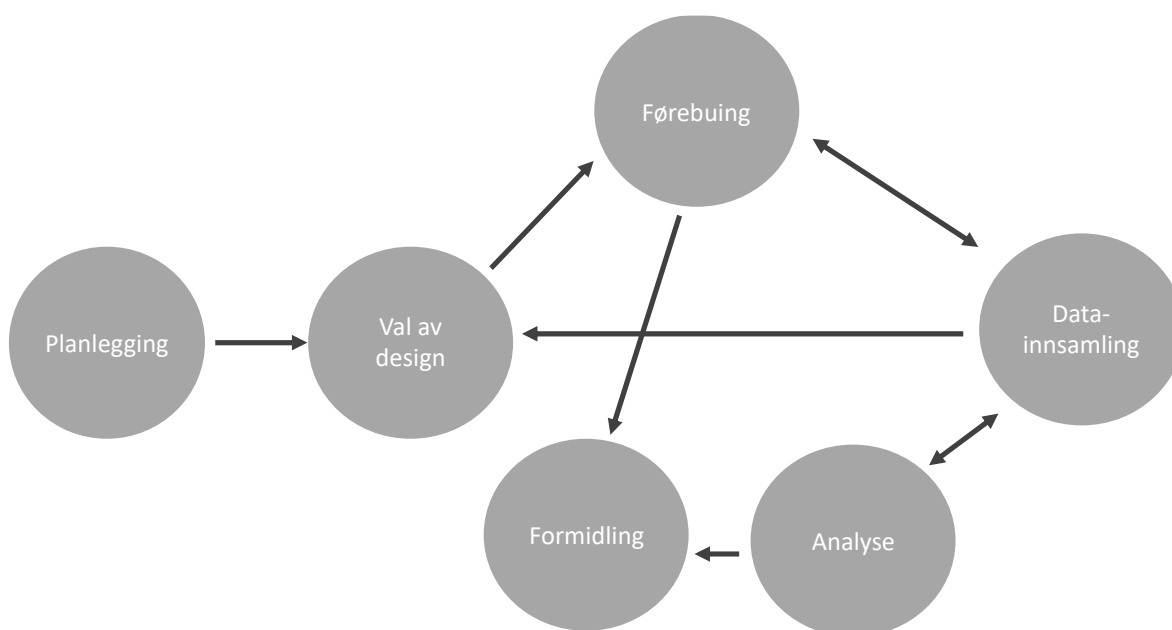 Førebuing
Planlegging
Val av
design
Data-
innsamling
Formidling
Analyse